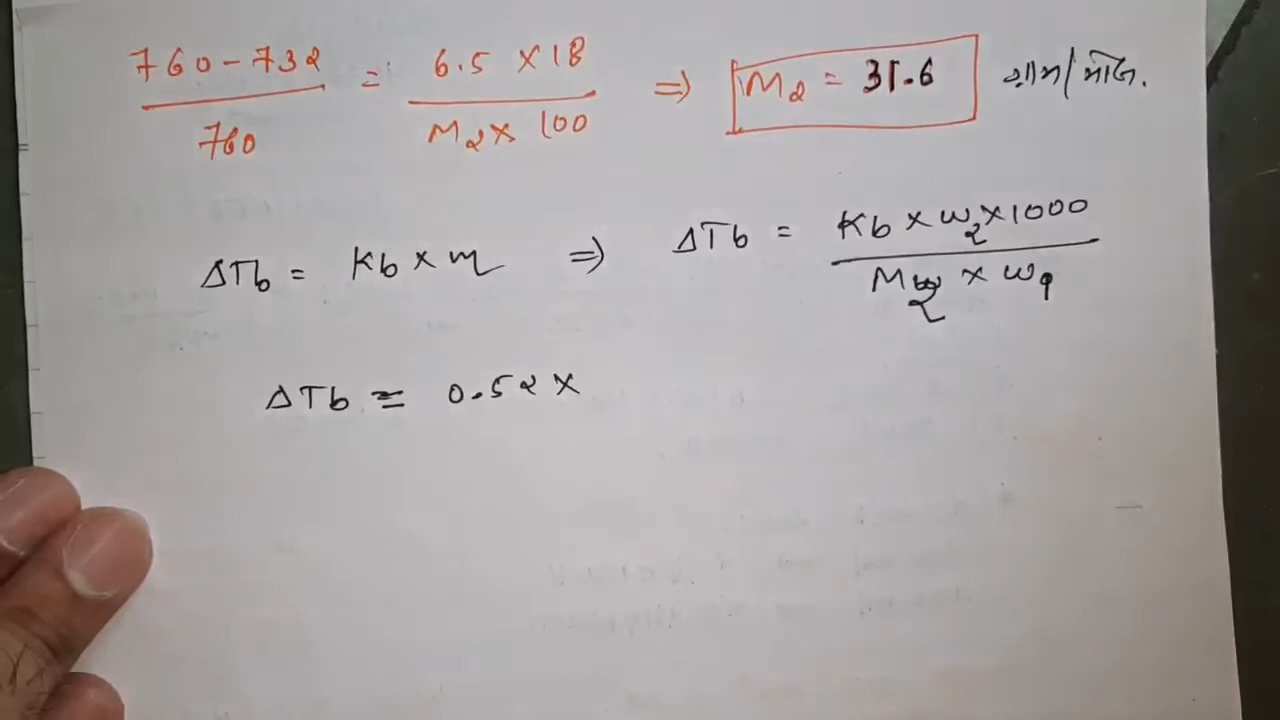 760-732 / 760 = 6.5 × 18 / M2 × 100 ⇒ M2 = 31.6 গ্রাম/মোল.
ΔTb = Kb × m ⇒ ΔTb = Kb × w2 × 1000 / M2 × w1
ΔTb = 0.52 ×